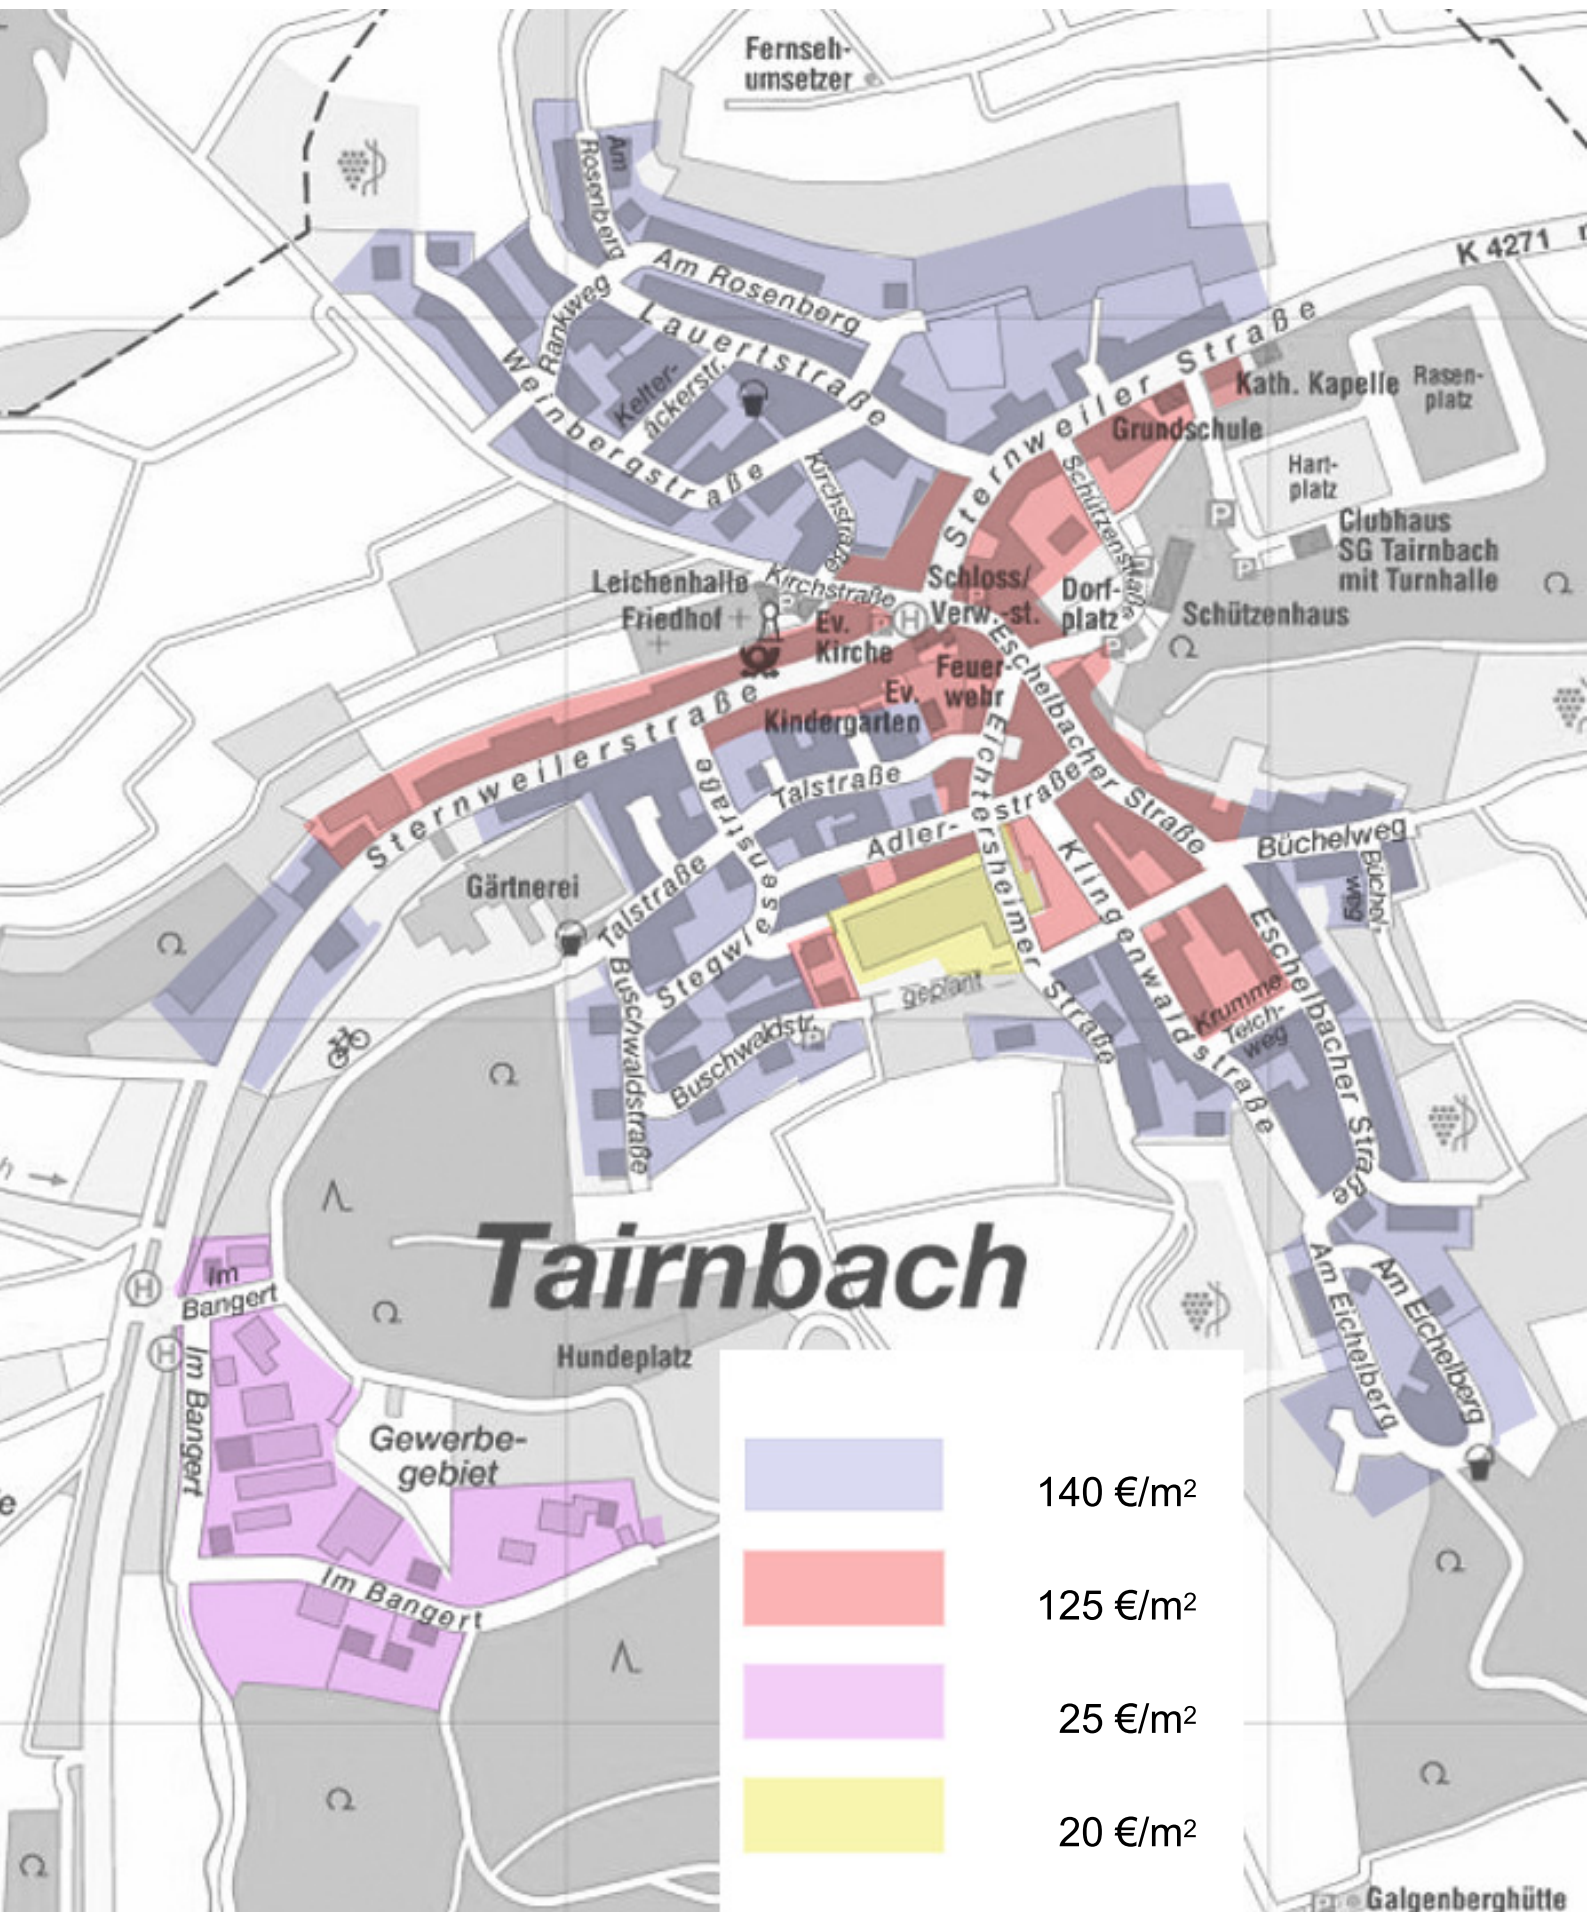 Fernseh-
umsetzer
K 4271
Am
Rosenberg
Am Rosenberg
Rankweg
Lauertstraße
Weinbergstraße
Kelter-
äckerstr.
Kirchstraße
Kirchstraße
Sternweiler Straße
Kath. Kapelle
Rasen-
platz
Grundschule
Hart-
platz
Schützenstraße
P
Clubhaus
SG Tairnbach
mit Turnhalle
P
Leichenhalle
Friedhof
Schloss/
Verw.-st.
H
P
P
Dorf-
platz
P
Schützenhaus
Ev.
Kirche
Feuer-
wehr
Ev.
Kindergarten
Eschelbacher Straße
Eichtersheimer Straße
Sternweilerstraße
Talstraße
Adler-
straße
Stegwiesenstraße
Talstraße
Gärtnerei
Klingenwaldstraße
Büchelweg
Büchel-
weg
Buschwaldstraße
Buschwaldstr.
P
geplant
Krumme
Teich-
weg
Eschelbacher Straße
Am Eichelberg
Am Eichelberg
Tairnbach
Hundeplatz
H
Im
Bangert
H
Im Bangert
Gewerbe-
gebiet
Im Bangert
140 €/m²
125 €/m²
25 €/m²
20 €/m²
P
Galgenberghütte